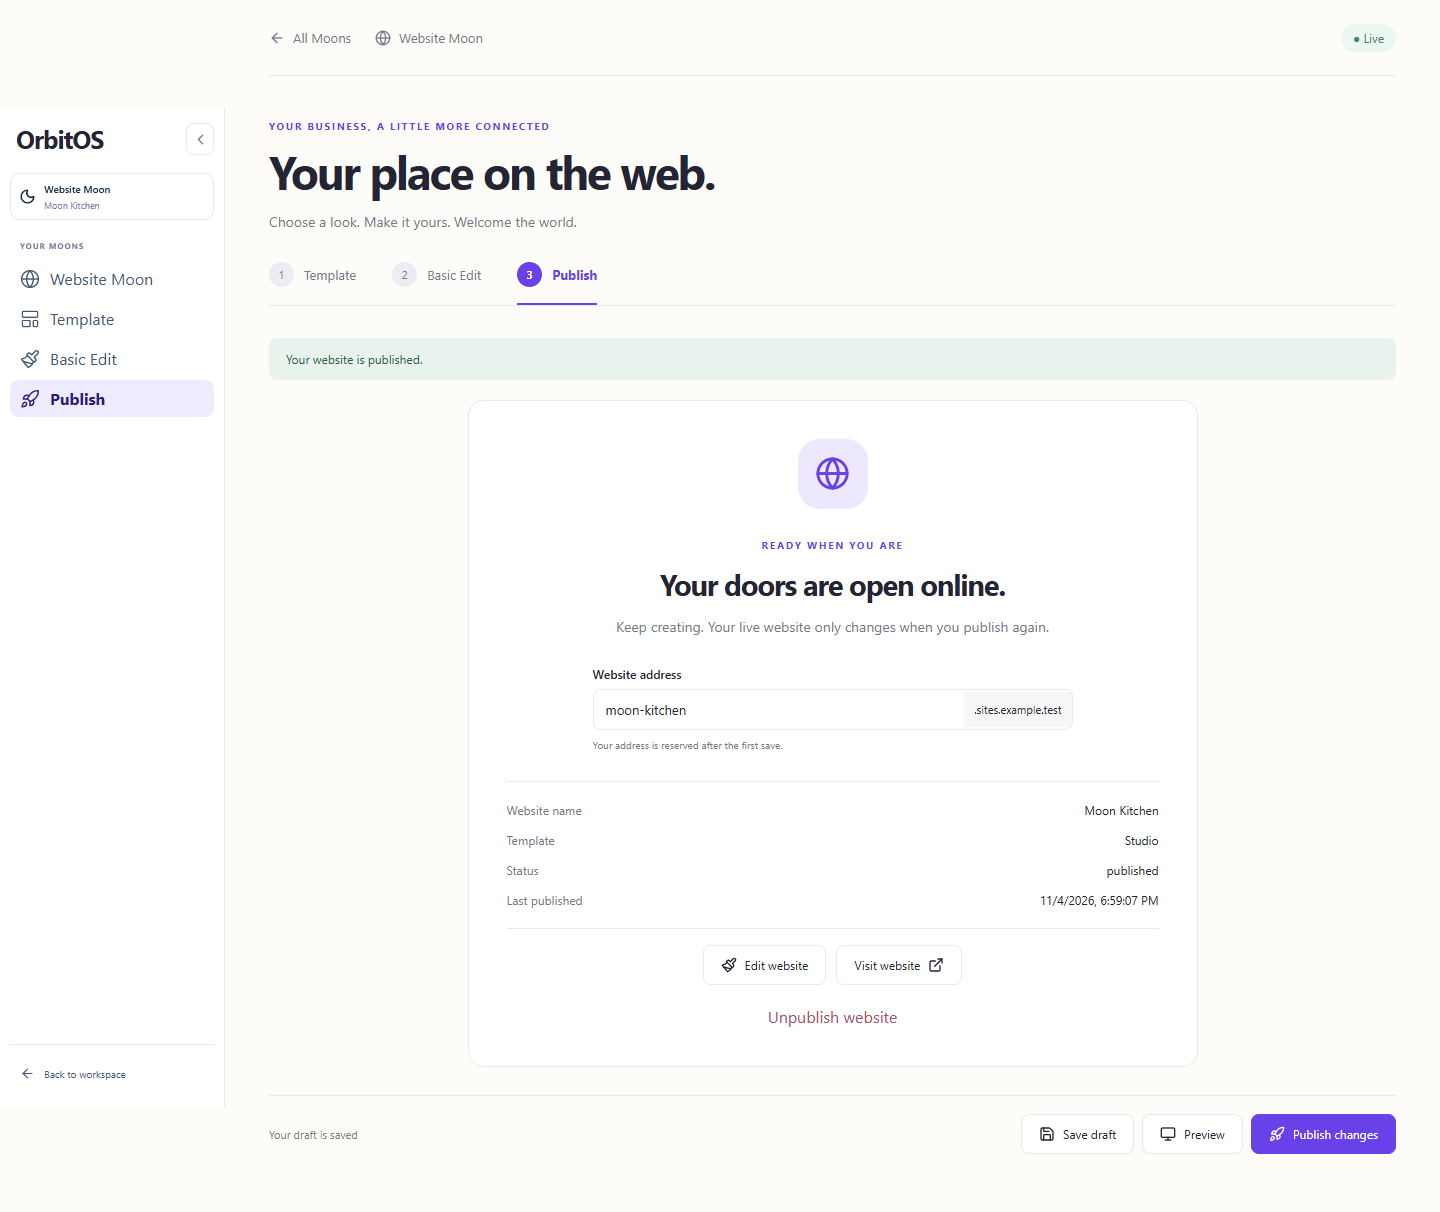 All Moons
Website Moon
Live
OrbitOS
Website Moon
Moon Kitchen
YOUR MOONS
Website Moon
Template
Basic Edit
Publish
Back to workspace
YOUR BUSINESS, A LITTLE MORE CONNECTED
Your place on the web.
Choose a look. Make it yours. Welcome the world.
1 Template
2 Basic Edit
3 Publish
Your website is published.
READY WHEN YOU ARE
Your doors are open online.
Keep creating. Your live website only changes when you publish again.
Website address
moon-kitchen .sites.example.test
Your address is reserved after the first save.
Website name Moon Kitchen
Template Studio
Status published
Last published 11/4/2026, 6:59:07 PM
Edit website
Visit website
Unpublish website
Your draft is saved
Save draft
Preview
Publish changes